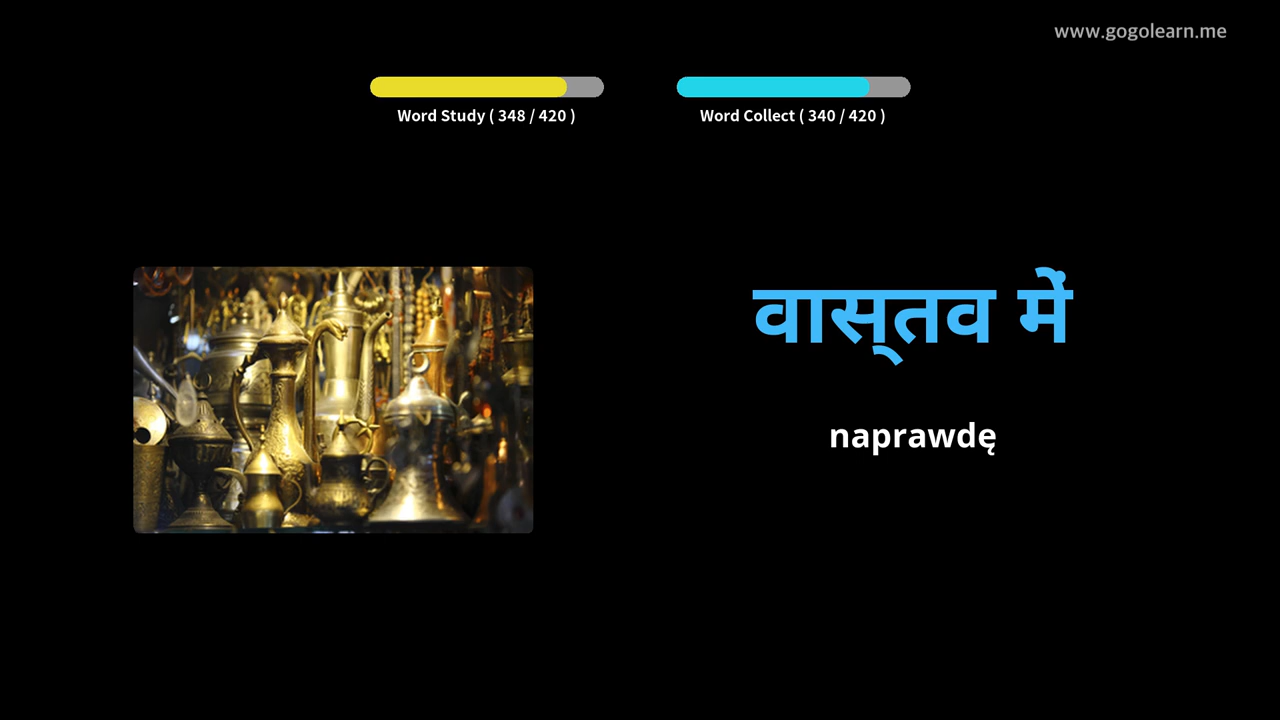 www.gogolearn.me
Word Study ( 348 / 420 )
Word Collect ( 340 / 420 )
वास्तव में
naprawdę